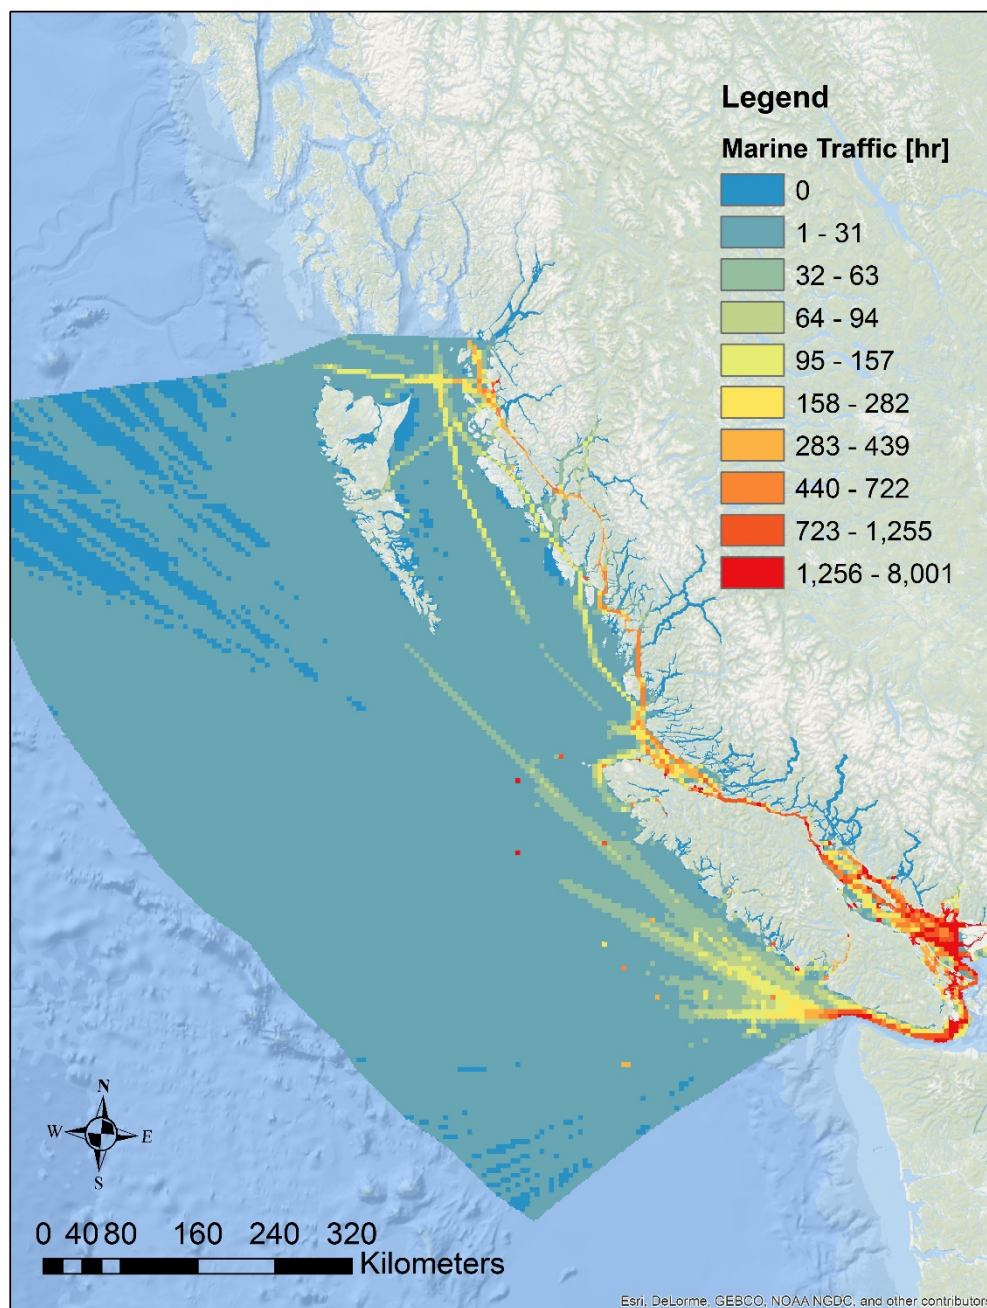 Legend
Marine Traffic [hr]
0
1 - 31
32 - 63
64 - 94
95 - 157
158 - 282
283 - 439
440 - 722
723 - 1,255
1,256 - 8,001
N
W E
S
0 40 80 160 240 320
Kilometers
Esri, DeLorme, GEBCO, NOAA NGDC, and other contributors